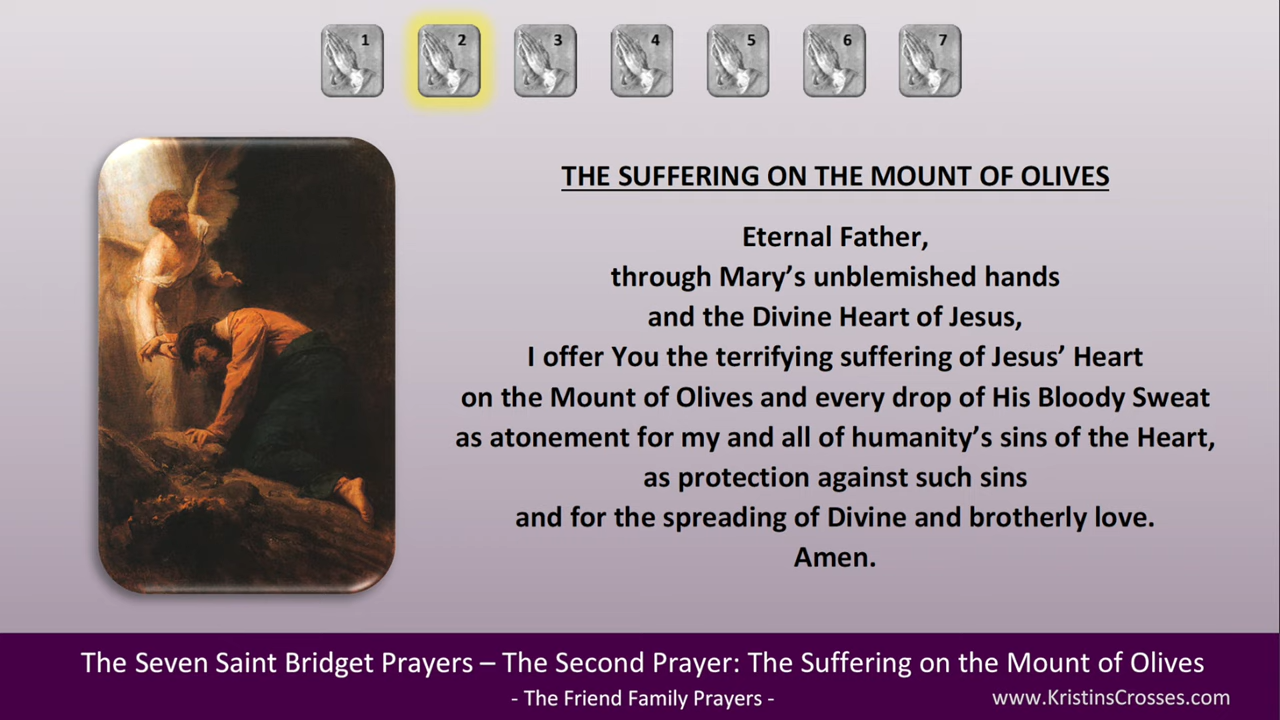 1 2 3 4 5 6 7
THE SUFFERING ON THE MOUNT OF OLIVES
Eternal Father,
through Mary’s unblemished hands
and the Divine Heart of Jesus,
I offer You the terrifying suffering of Jesus’ Heart
on the Mount of Olives and every drop of His Bloody Sweat
as atonement for my and all of humanity’s sins of the Heart,
as protection against such sins
and for the spreading of Divine and brotherly love.
Amen.
The Seven Saint Bridget Prayers – The Second Prayer: The Suffering on the Mount of Olives
- The Friend Family Prayers -
www.KristinsCrosses.com